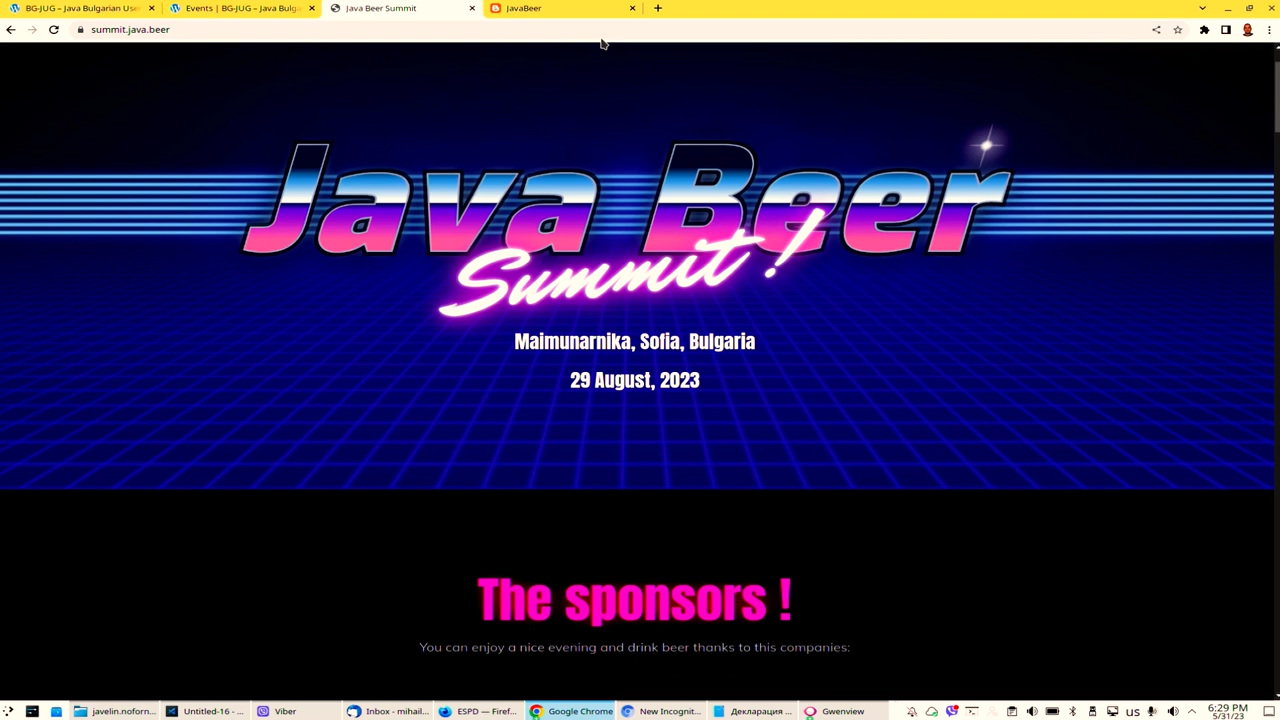 BG-JUG – Java Bulgarian Use
Events | BG-JUG – Java Bulga
Java Beer Summit
JavaBeer
summit.java.beer
Java Beer
Summit !
Maimunarnika, Sofia, Bulgaria
29 August, 2023
The sponsors !
You can enjoy a nice evening and drink beer thanks to this companies:
javelin.noforn...
Untitled-16 - ...
Viber
Inbox - mihail...
ESPD — Firef...
Google Chrome
New Incognit...
Декларация ...
Gwenview
us
6:29 PM
5/31/23